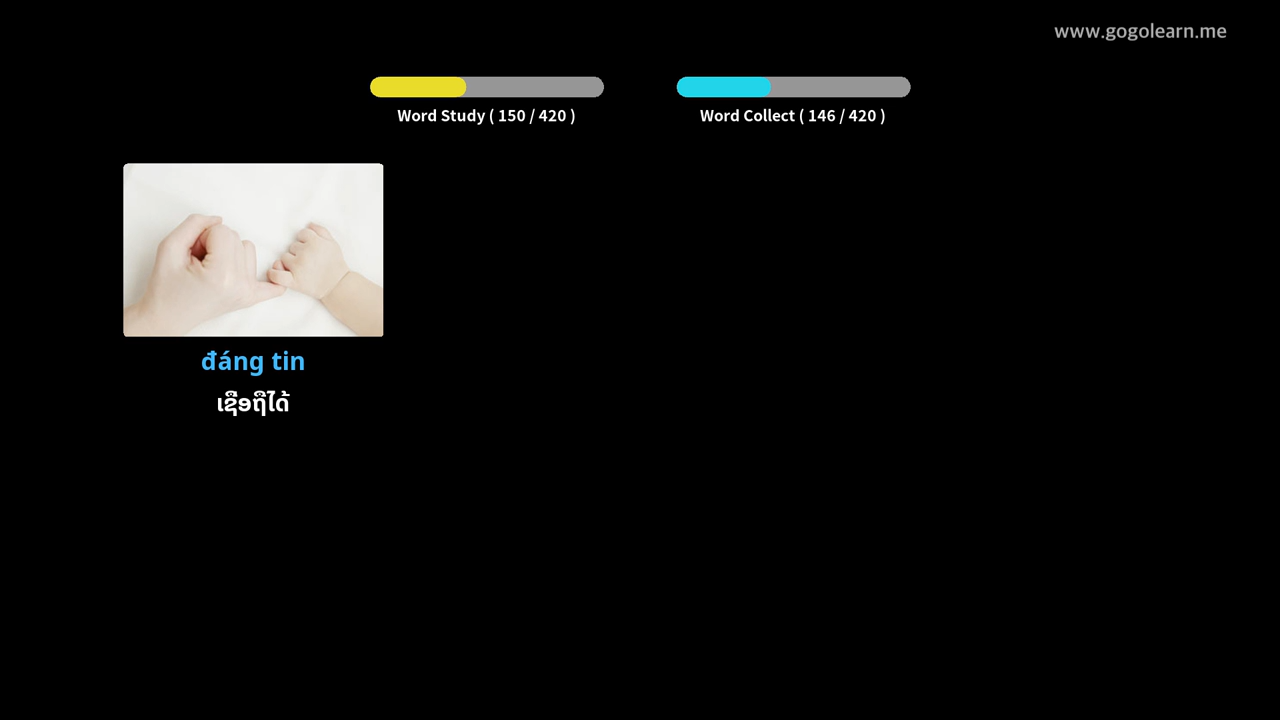 www.gogolearn.me
Word Study ( 150 / 420 )
Word Collect ( 146 / 420 )
đáng tin
ເຊື່ອຖືໄດ້